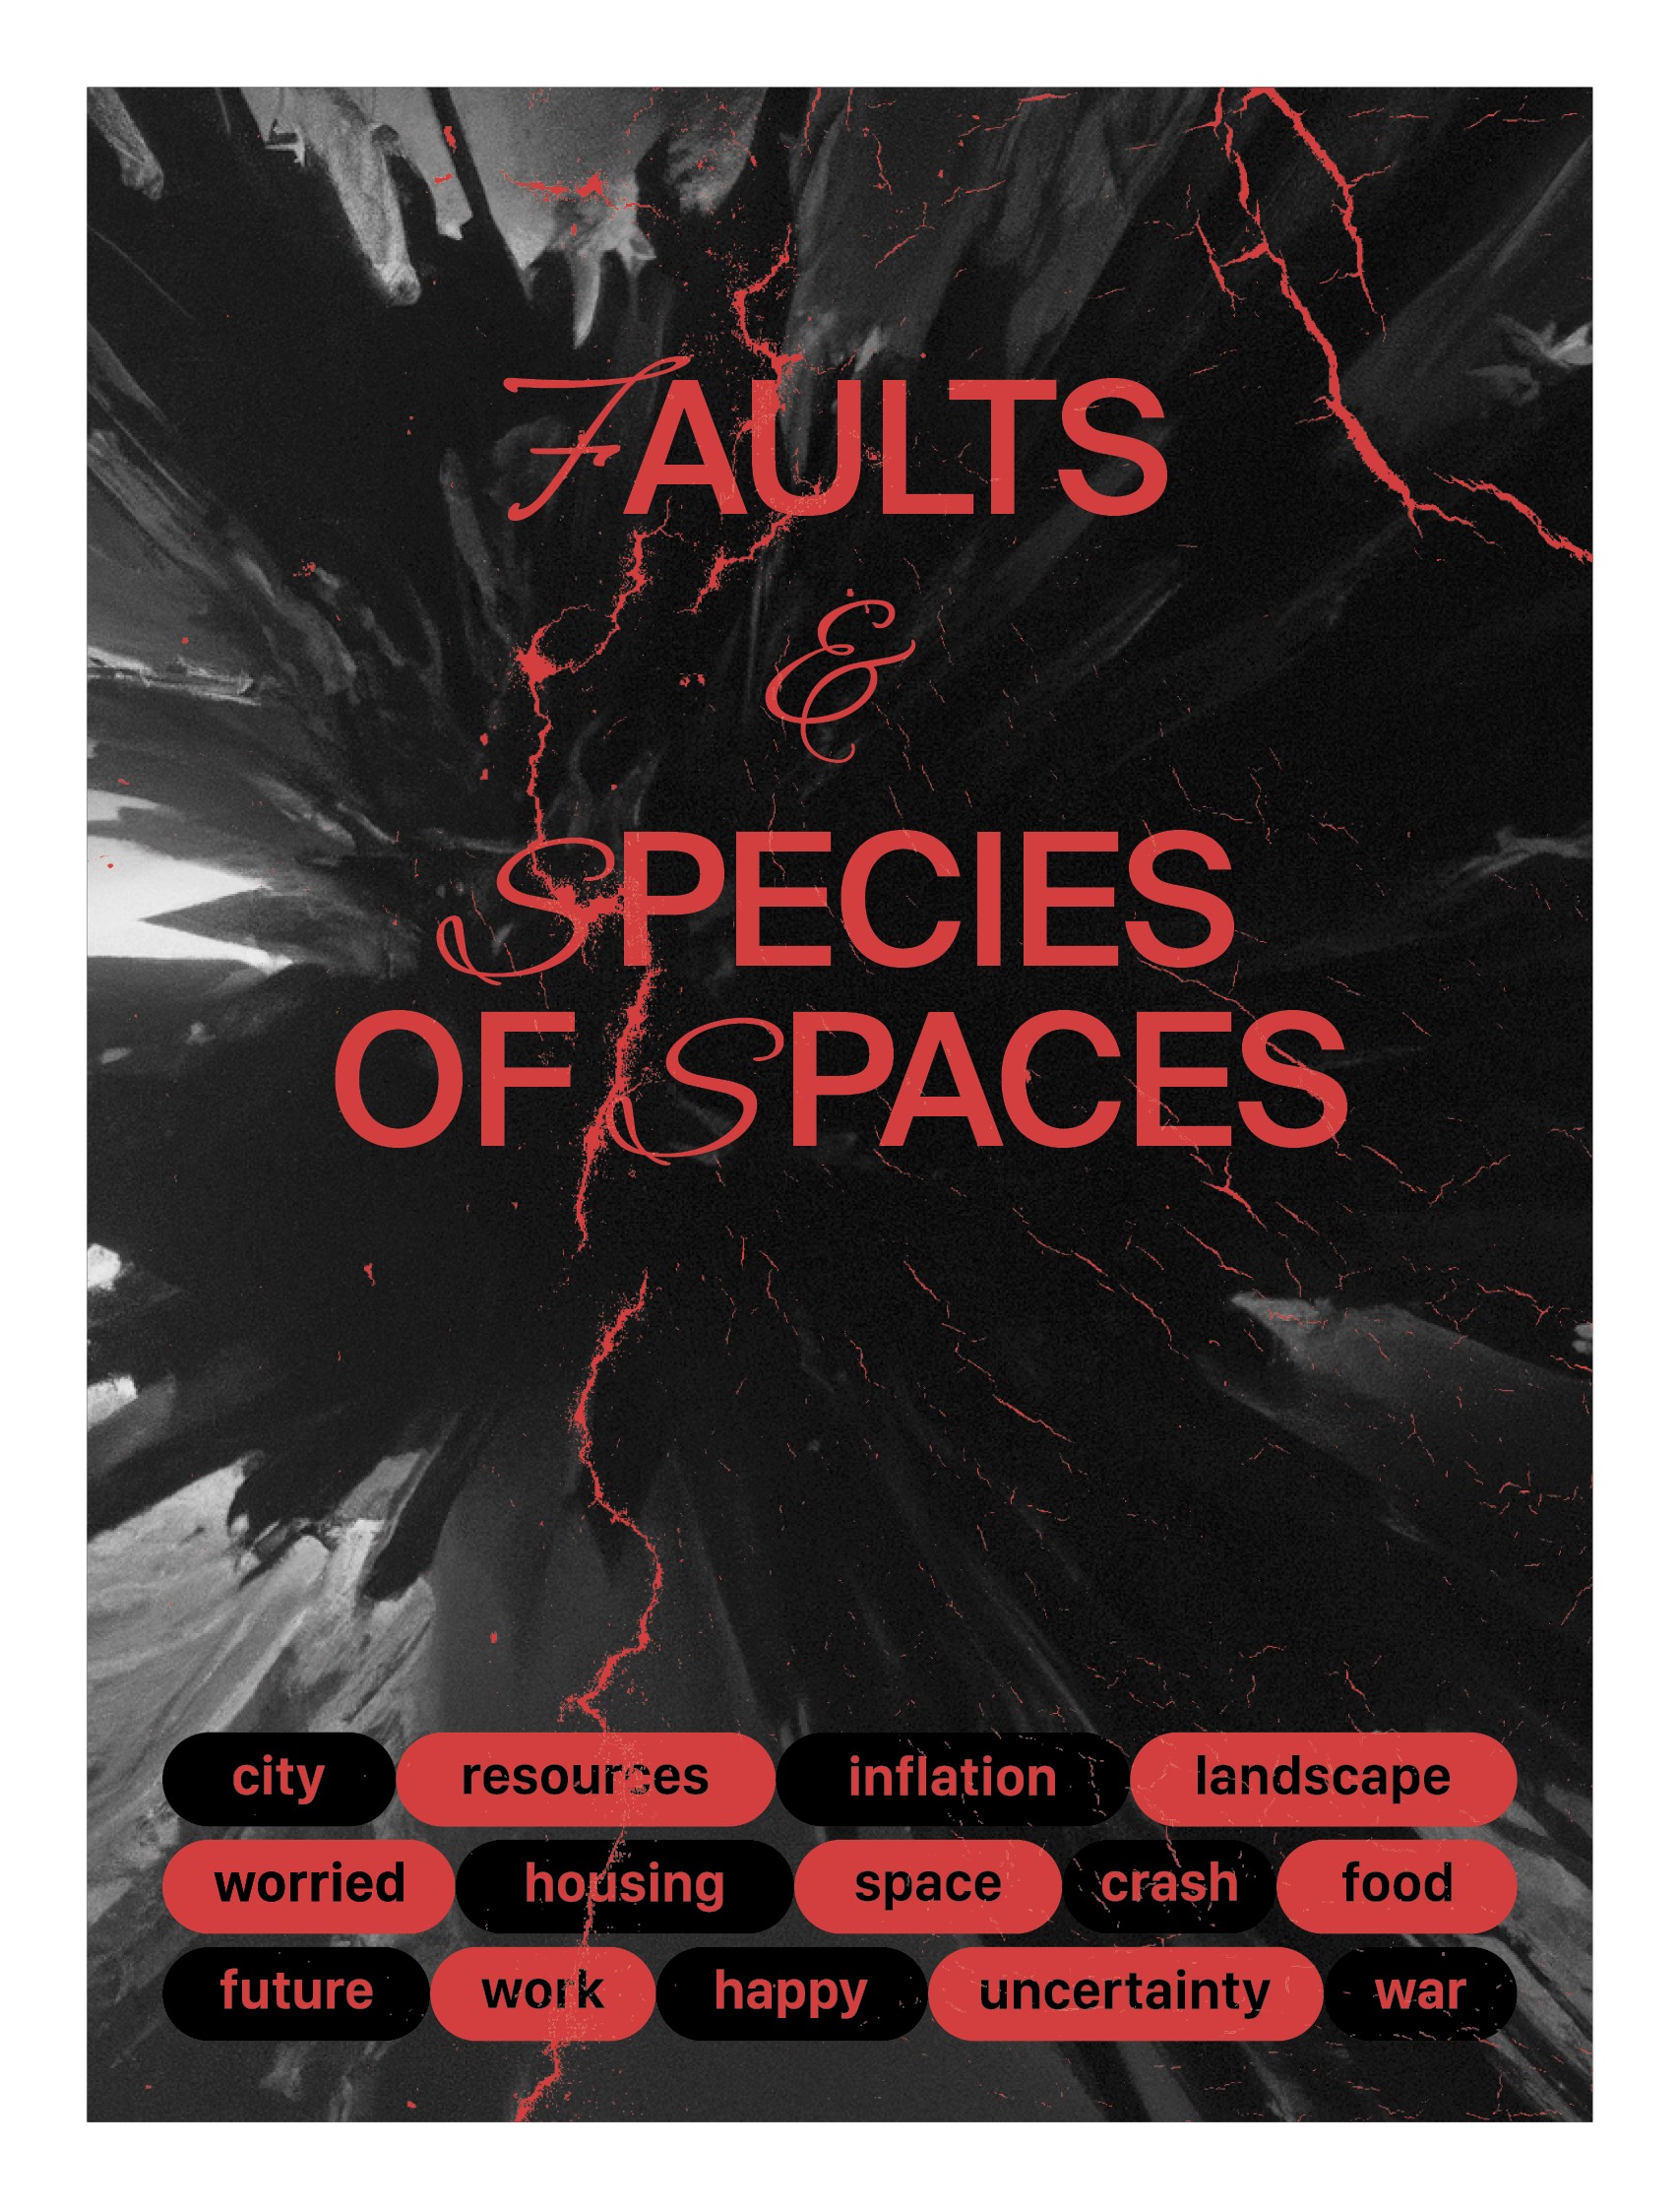 FAULTS
&
SPECIES
OF SPACES
city resources inflation landscape
worried housing space crash food
future work happy uncertainty war